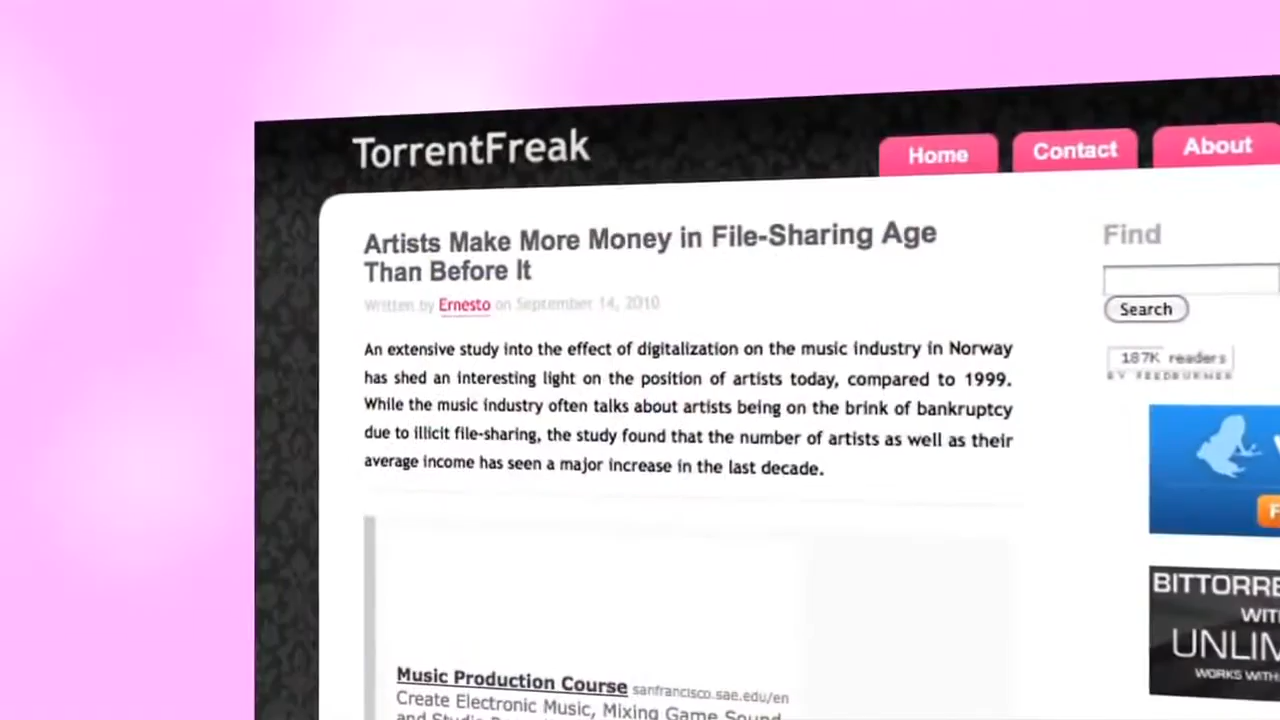 TorrentFreak
Home
Contact
About
Artists Make More Money in File-Sharing Age
Than Before It
Written by Ernesto on September 14, 2010
An extensive study into the effect of digitalization on the music industry in Norway
has shed an interesting light on the position of artists today, compared to 1999.
While the music industry often talks about artists being on the brink of bankruptcy
due to illicit file-sharing, the study found that the number of artists as well as their
average income has seen a major increase in the last decade.
Find
Search
187K readers
BY FEEDBURNER
BITTORRE
WIT
UNLIM
WORKS WITH
Music Production Course sanfrancisco.sae.edu/en
Create Electronic Music, Mixing Game Sound